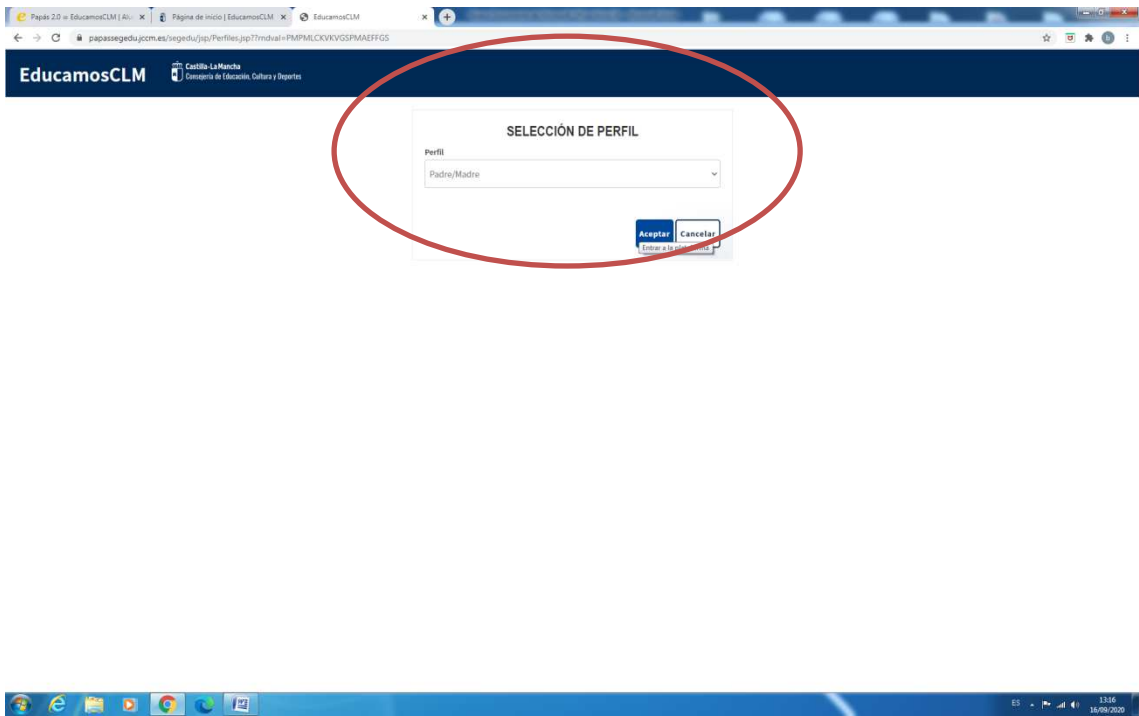 Papás 2.0 = EducamosCLM | Alu
Página de inicio | EducamosCLM
EducamosCLM
papassegedu.jccm.es/segedu/jsp/Perfiles.jsp??rndval=PMPMLCKVKVGSPMAEFFGS
EducamosCLM
Castilla-La Mancha
Consejería de Educación, Cultura y Deportes
SELECCIÓN DE PERFIL
Perfil
Padre/Madre
Aceptar Cancelar
Entrar a la plataforma
ES
13:16
16/09/2020